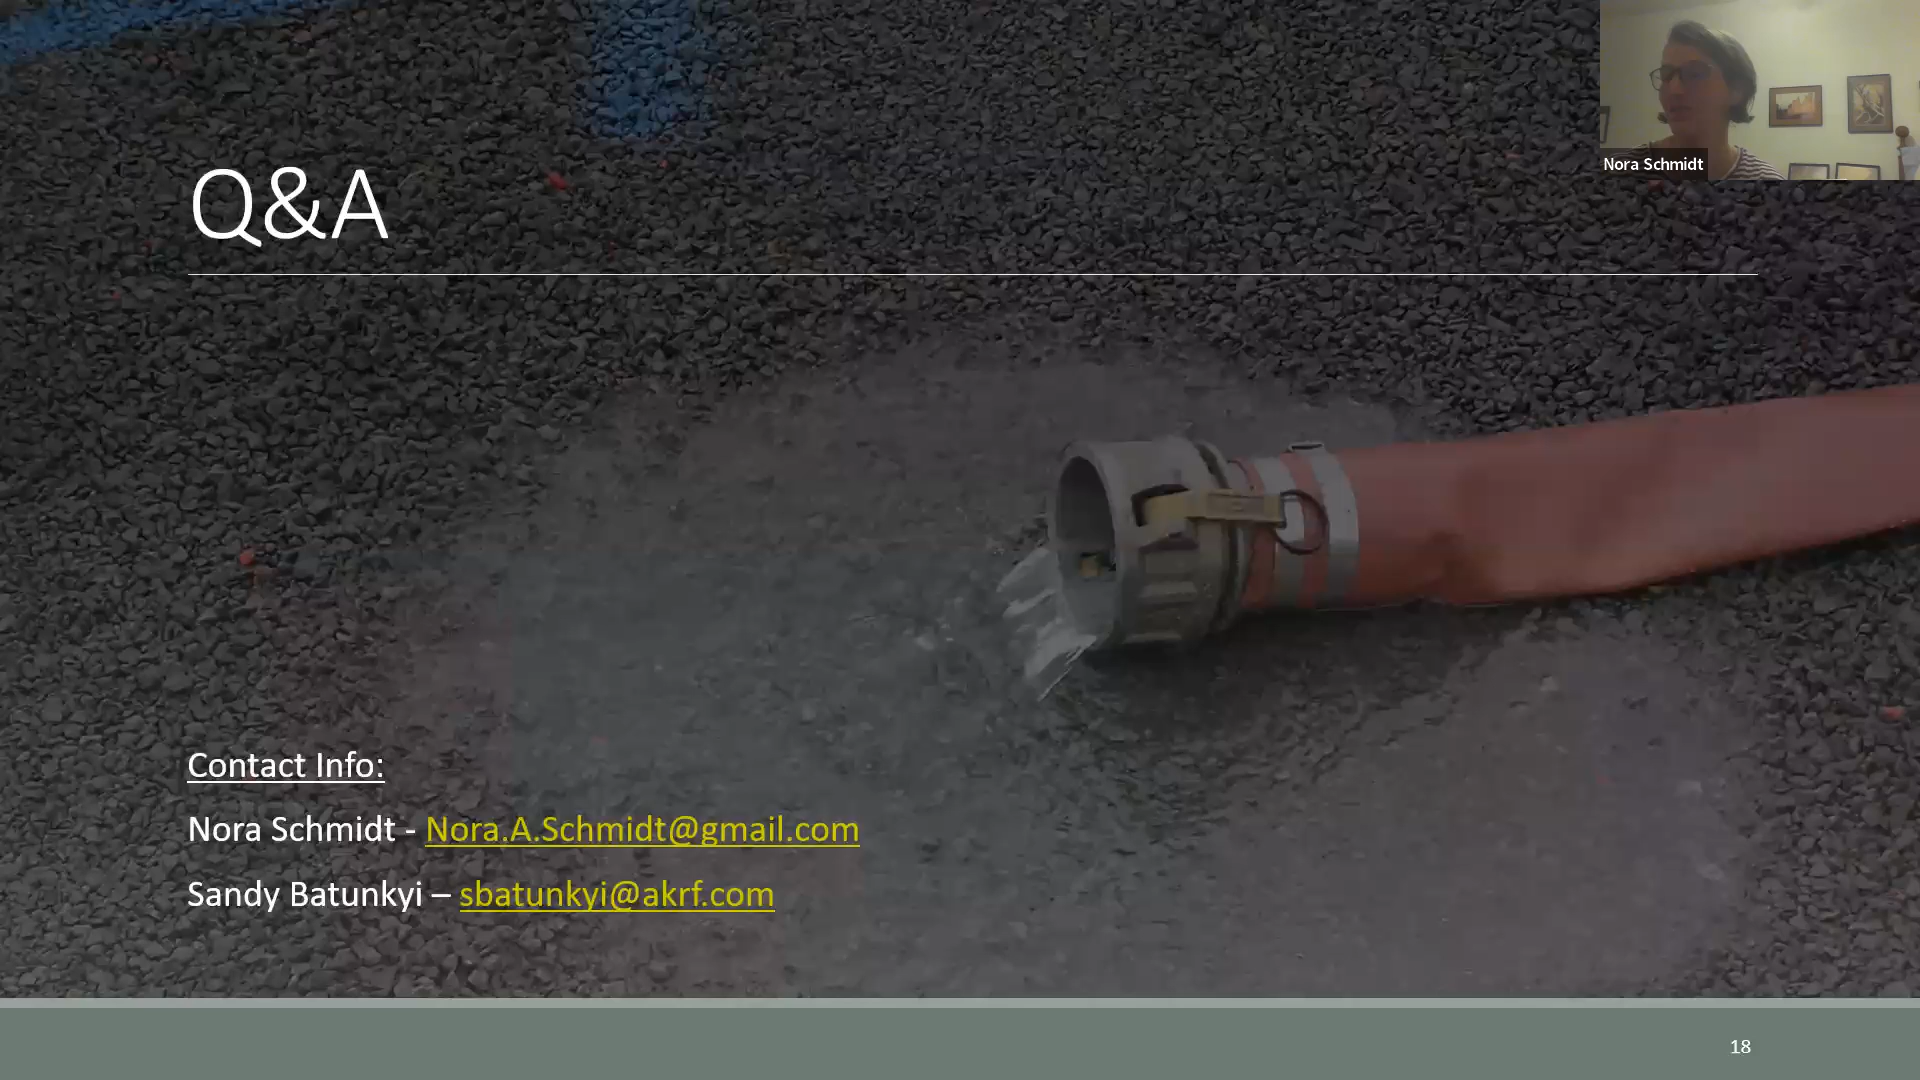 Nora Schmidt
Q&A
Contact Info:
Nora Schmidt - Nora.A.Schmidt@gmail.com
Sandy Batunkyi – sbatunkyi@akrf.com
18